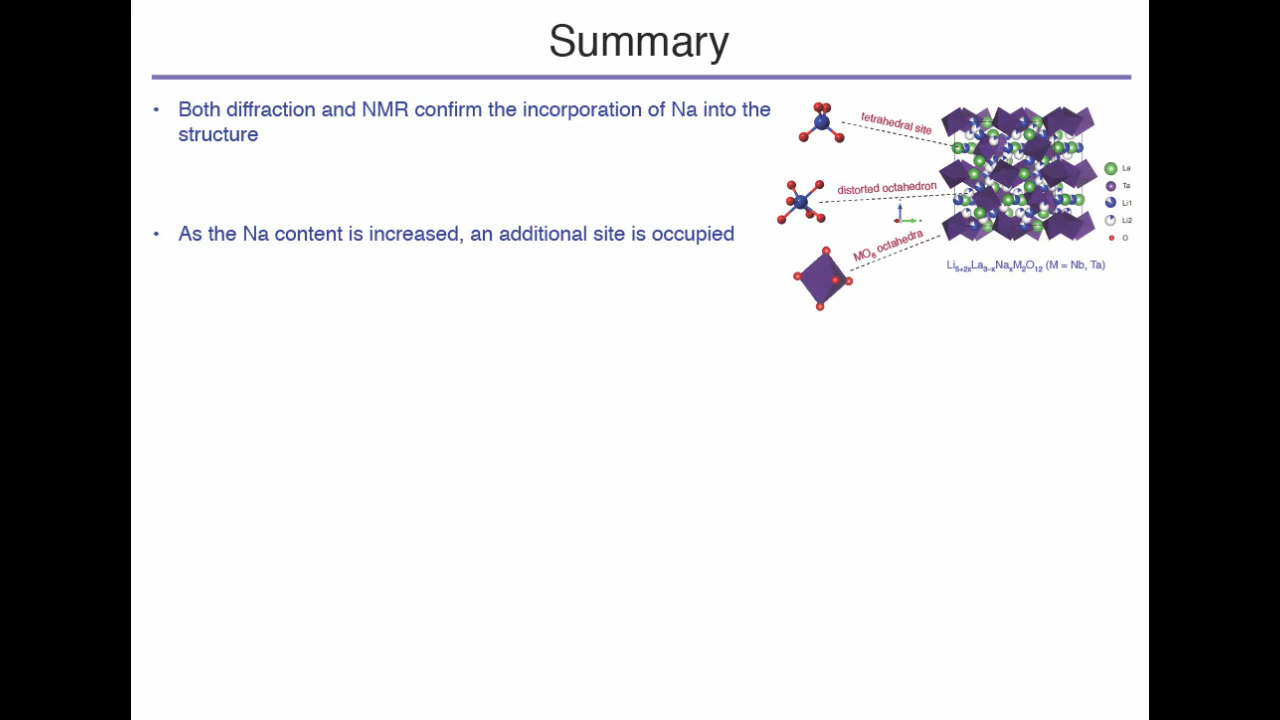 Summary
• Both diffraction and NMR confirm the incorporation of Na into the
structure
• As the Na content is increased, an additional site is occupied
tetrahedral site
distorted octahedron
MO₆ octahedra
La
Ta
Li1
Li2
O
Li₅₊₂ₓLa₃₋ₓNaₓM₂O₁₂ (M = Nb, Ta)